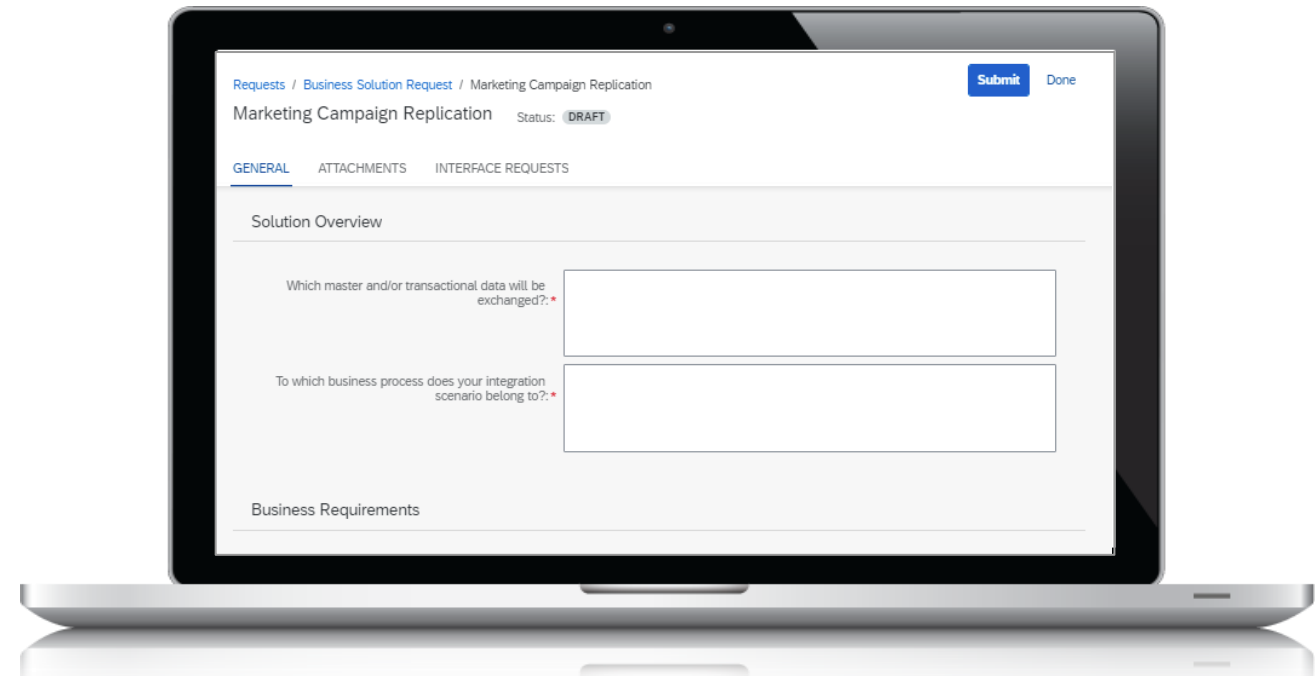 Requests / Business Solution Request / Marketing Campaign Replication
Submit
Done
Marketing Campaign Replication
Status: DRAFT
GENERAL
ATTACHMENTS
INTERFACE REQUESTS
Solution Overview
Which master and/or transactional data will be
exchanged?:*
To which business process does your integration
scenario belong to?:*
Business Requirements